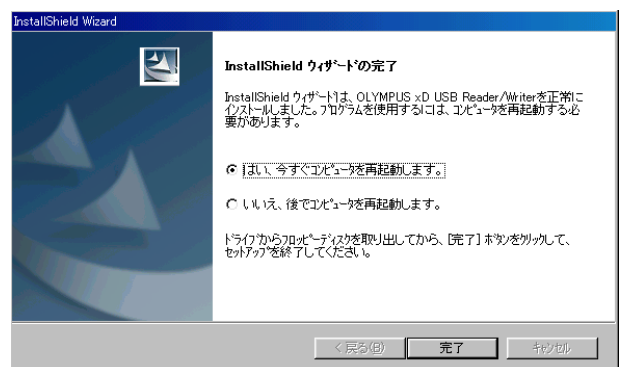 InstallShield Wizard
InstallShield ｳｨｻﾞｰﾄﾞの完了
InstallShield ｳｨｻﾞｰﾄﾞは、OLYMPUS xD USB Reader/Writerを正常に
ｲﾝｽﾄｰﾙしました。ﾌﾟﾛｸﾞﾗﾑを使用するには、ｺﾝﾋﾟｭｰﾀを再起動する必
要があります。
はい、今すぐｺﾝﾋﾟｭｰﾀを再起動します。
いいえ、後でｺﾝﾋﾟｭｰﾀを再起動します。
ﾄﾞﾗｲﾌﾞからﾌﾛｯﾋﾟｰﾃﾞｨｽｸを取り出してから、[完了] ﾎﾞﾀﾝをｸﾘｯｸして、
ｾｯﾄｱｯﾌﾟを終了してください。
< 戻る(B)
完了
ｷｬﾝｾﾙ